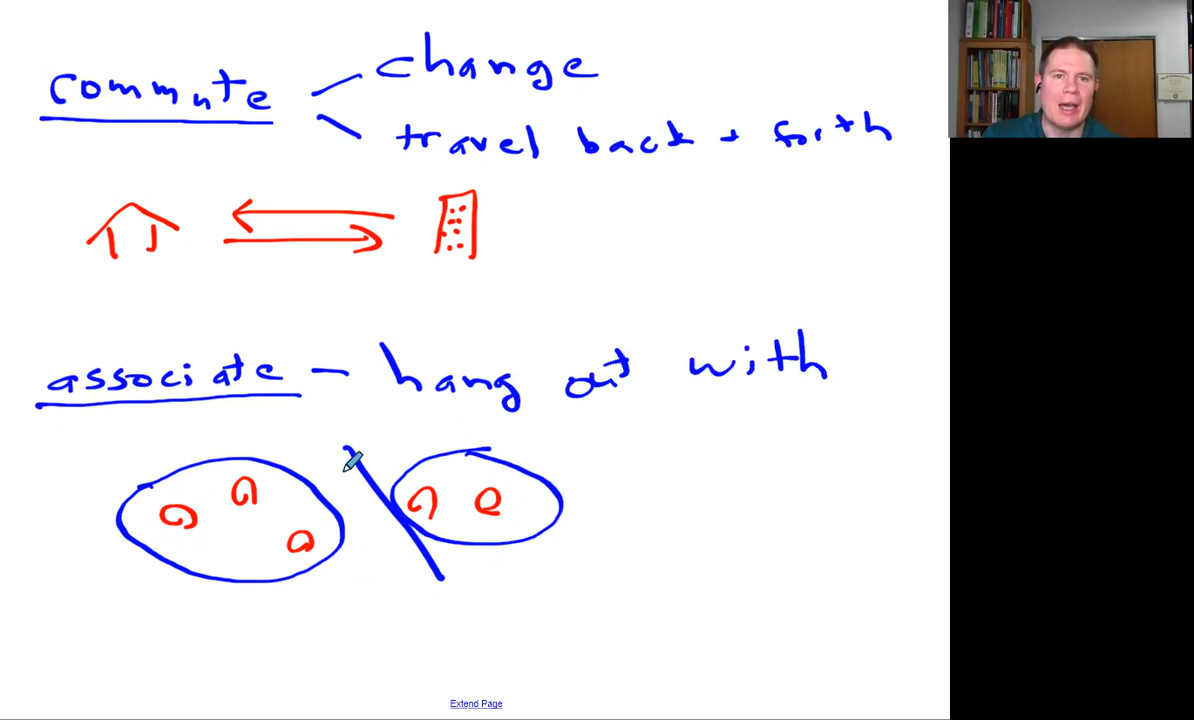 commute
change
travel back + forth
associate - hang out with
Extend Page